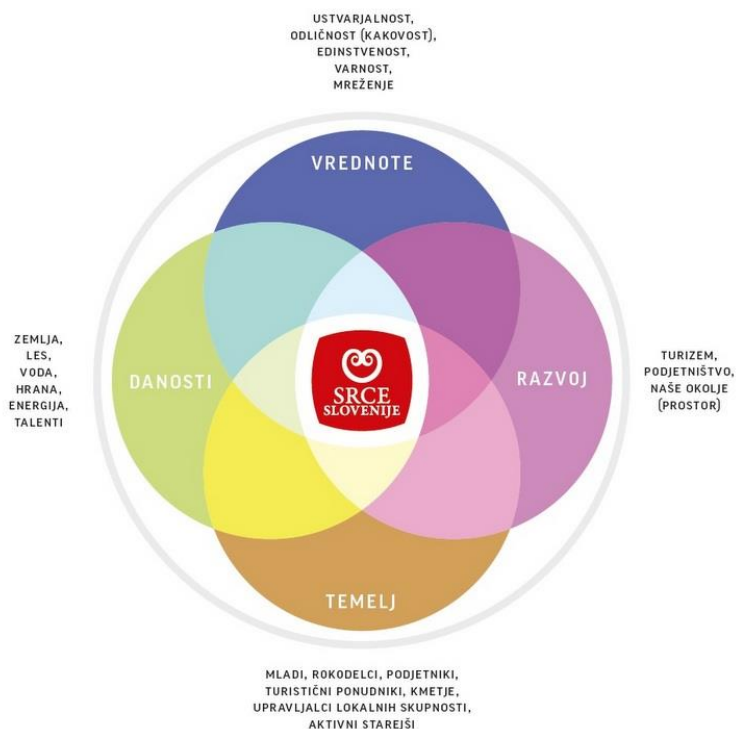 USTVARJALNOST,
ODLIČNOST (KAKOVOST),
EDINSTVENOST,
VARNOST,
MREŽENJE
VREDNOTE
ZEMLJA,
LES,
VODA,
HRANA,
ENERGIJA,
TALENTI
DANOSTI
SRCE
SLOVENIJE
RAZVOJ
TURIZEM,
PODJETNIŠTVO,
NAŠE OKOLJE
(PROSTOR)
TEMELJ
MLADI, ROKODELCI, PODJETNIKI,
TURISTIČNI PONUDNIKI, KMETJE,
UPRAVLJALCI LOKALNIH SKUPNOSTI,
AKTIVNI STAREJŠI